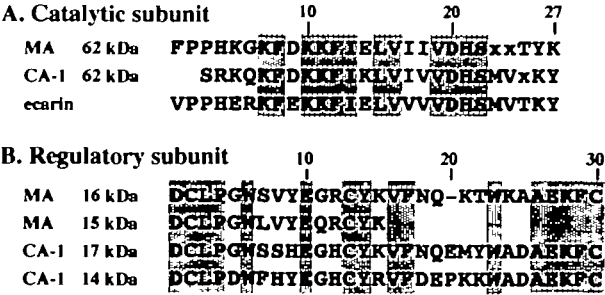 A. Catalytic subunit
10 20 27
MA 62 kDa FPPHKGKFDKKFIELVIIVDHSxxTYK
CA-1 62 kDa SRKQKFDKKFIKLVIVVDHSMVxKY
ecarin VPPHERKFEKKFIELVVVVDHSMVTKY
B. Regulatory subunit
10 20 30
MA 16 kDa DCLPGWSVYEGRCYKVFNQ-KTWKAAEKFC
MA 15 kDa DCLPGWLVYEQRCYK
CA-1 17 kDa DCLPGWSSHEGHCYKVFNQEMYWADAEKFC
CA-1 14 kDa DCLPDWFHYEGHCYRVFDEPKKWADAEKFC